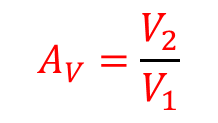 A_V = V_2 / V_1